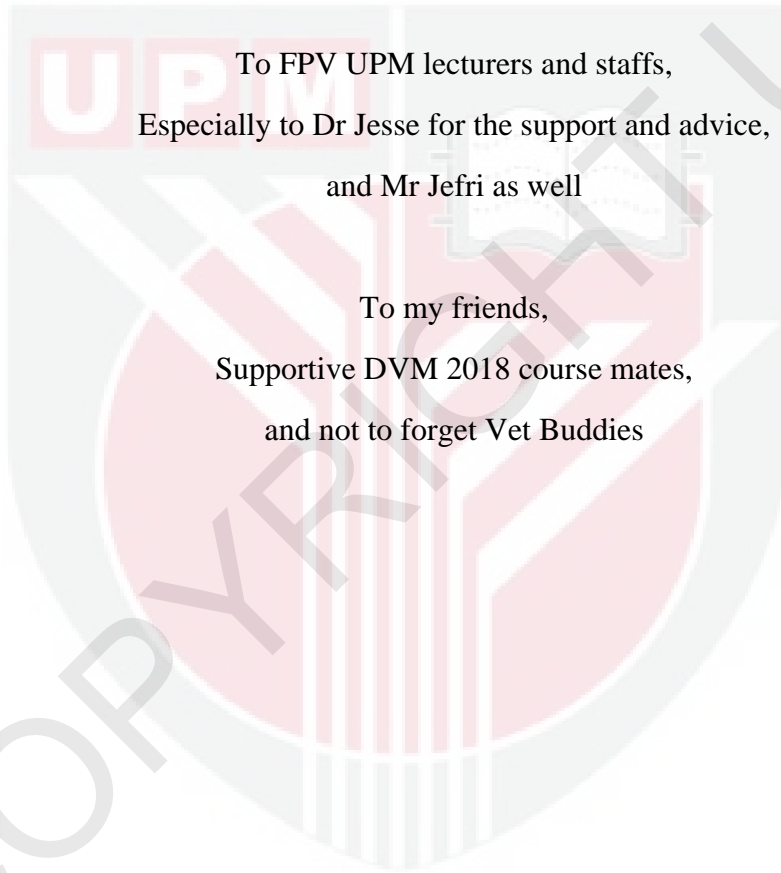 UPM
To FPV UPM lecturers and staffs,
Especially to Dr Jesse for the support and advice,
and Mr Jefri as well
To my friends,
Supportive DVM 2018 course mates,
and not to forget Vet Buddies
COPYRIGHT U